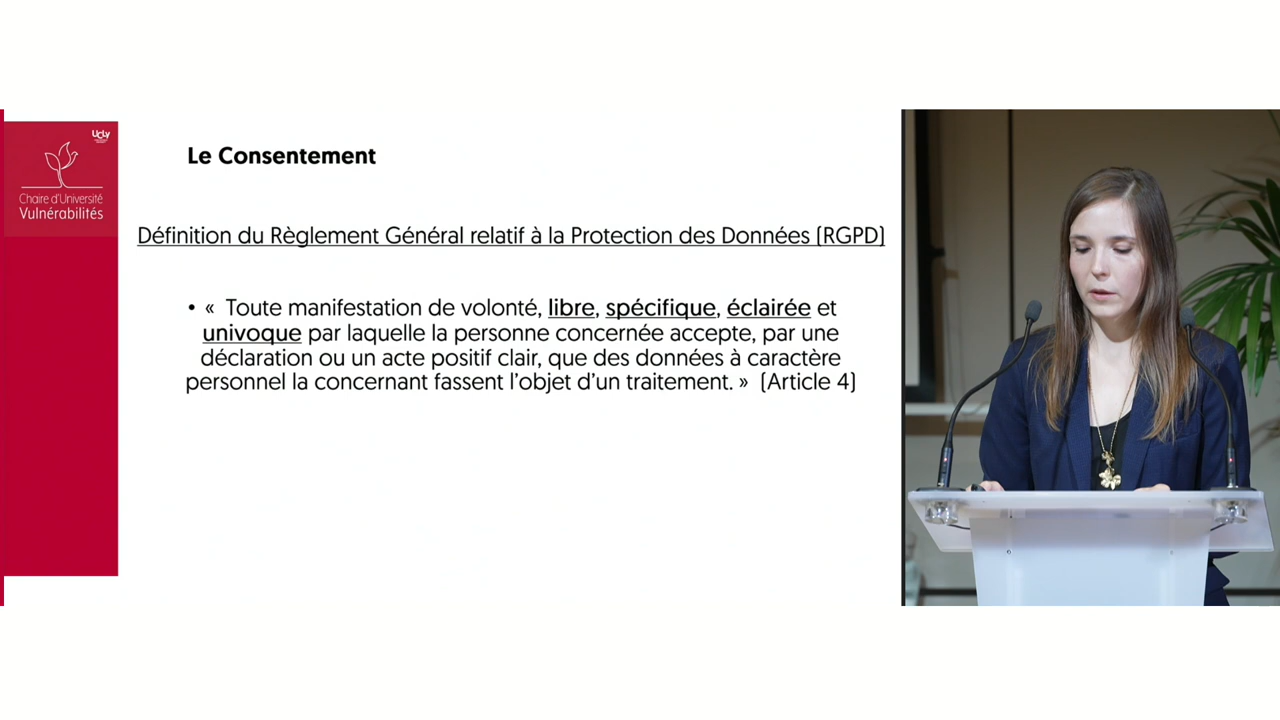 UCLy
Chaire d'Université
Vulnérabilités
Le Consentement
Définition du Règlement Général relatif à la Protection des Données (RGPD)
• « Toute manifestation de volonté, libre, spécifique, éclairée et
univoque par laquelle la personne concernée accepte, par une
déclaration ou un acte positif clair, que des données à caractère
personnel la concernant fassent l'objet d'un traitement. » (Article 4)